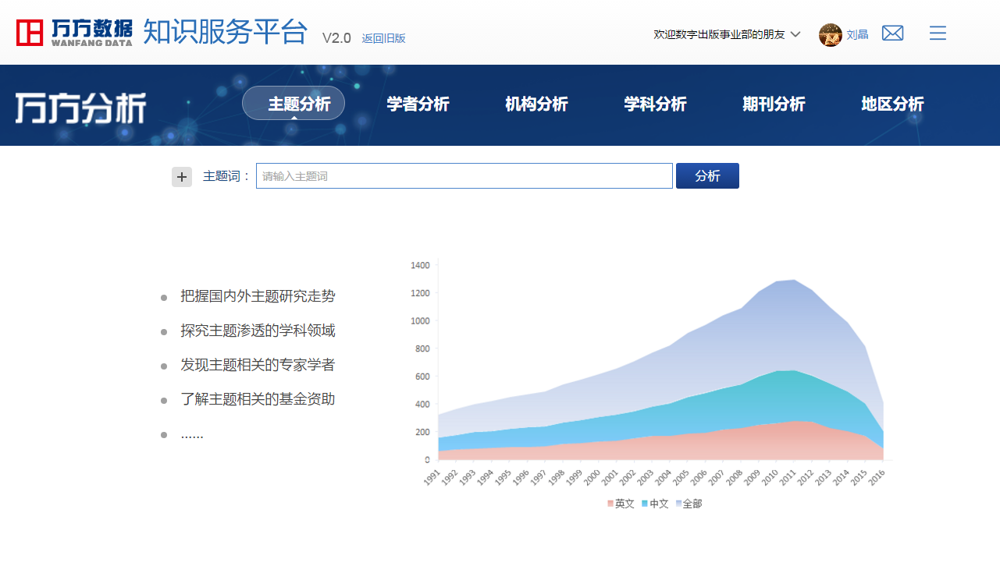 万方数据 知识服务平台 V2.0 返回旧版 欢迎数字出版事业部的朋友 刘晶
WANFANG DATA
万方分析 主题分析 学者分析 机构分析 学科分析 期刊分析 地区分析
+ 主题词： 请输入主题词 分析
把握国内外主题研究走势
探究主题渗透的学科领域
发现主题相关的专家学者
了解主题相关的基金资助
……
1400
1200
1000
800
600
400
200
0
1991 1992 1993 1994 1995 1996 1997 1998 1999 2000 2001 2002 2003 2004 2005 2006 2007 2008 2009 2010 2011 2012 2013 2014 2015 2016
英文 中文 全部